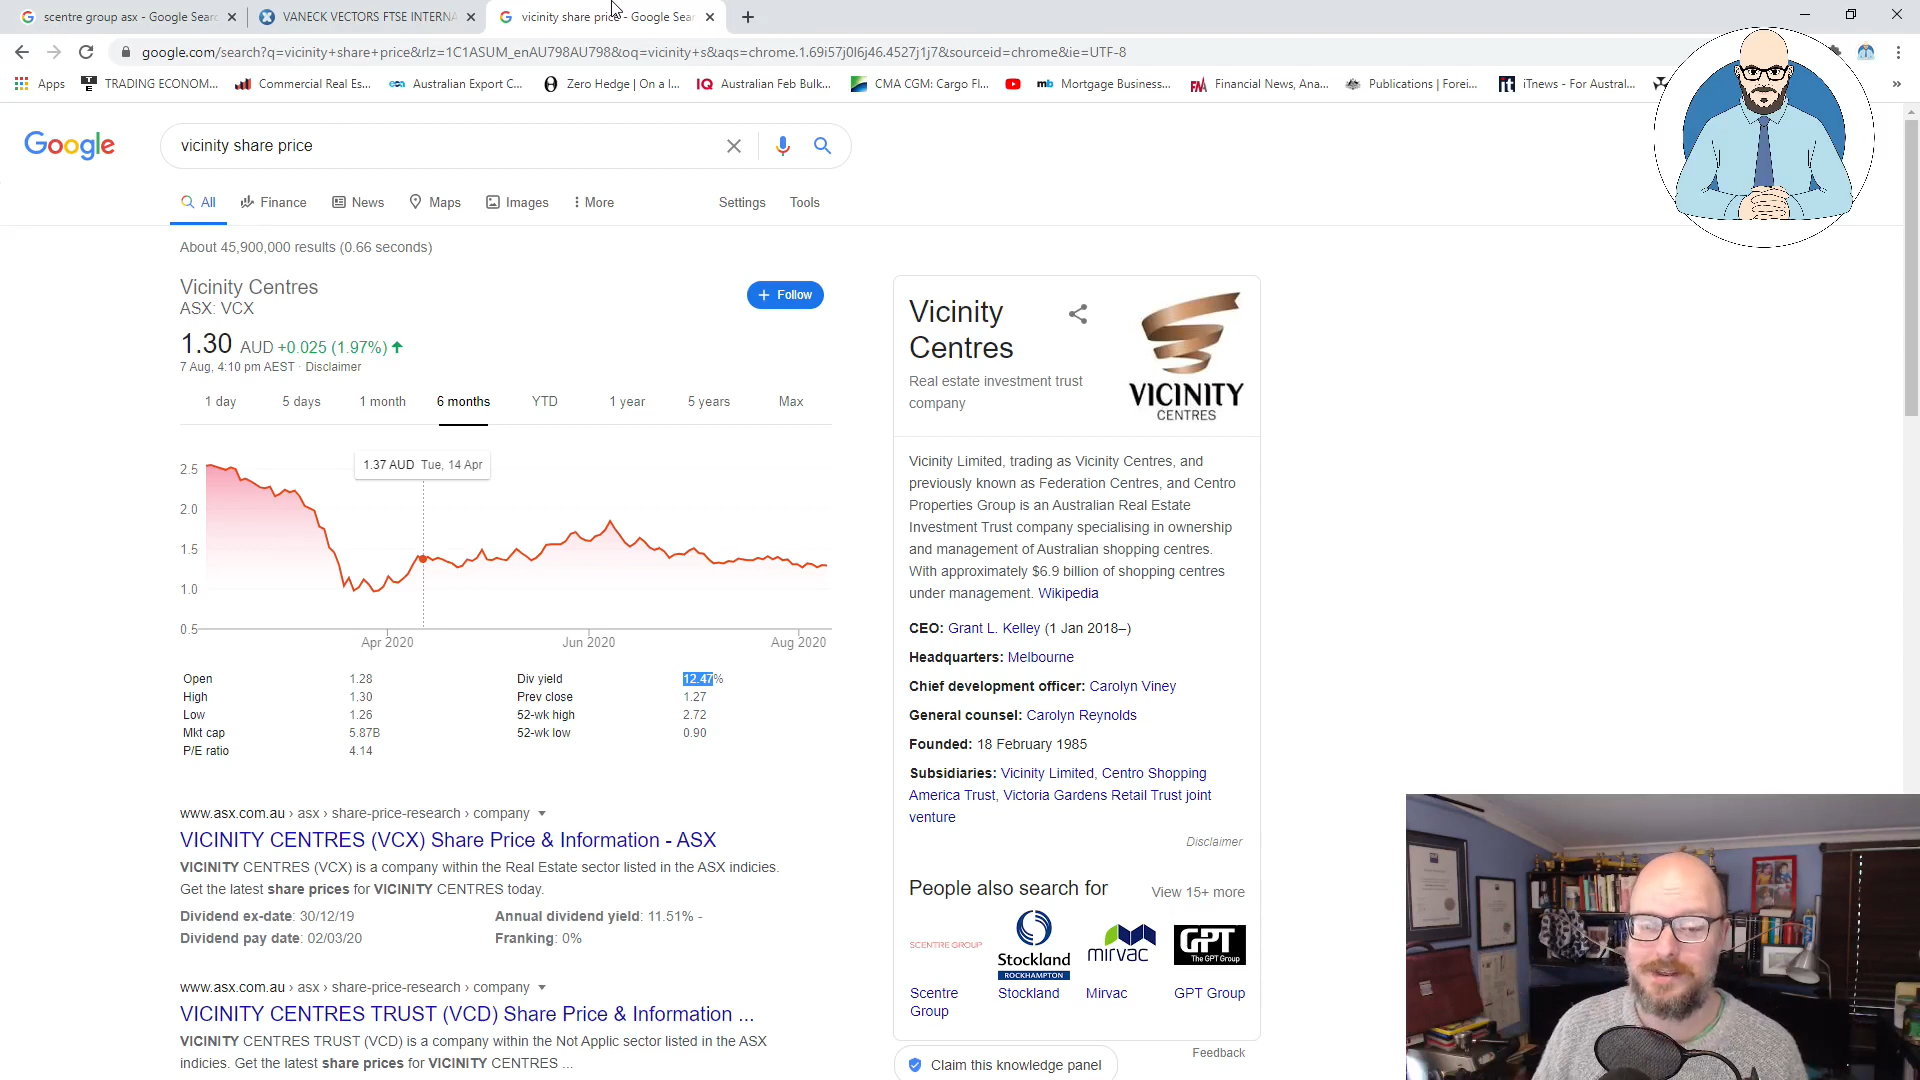 scentre group asx - Google Sear
VANECK VECTORS FTSE INTERNA
vicinity share price - Google Sear
google.com/search?q=vicinity+share+price&rlz=1C1ASUM_enAU798AU798&oq=vicinity+s&aqs=chrome.1.69i57j0l6j46.4527j1j7&sourceid=chrome&ie=UTF-8
Apps
TRADING ECONOM...
Commercial Real Es...
Australian Export C...
Zero Hedge | On a l...
Australian Feb Bulk...
CMA CGM: Cargo Fl...
Mortgage Business...
Financial News, Ana...
Publications | Forei...
iTnews - For Austral...
Google
vicinity share price
All
Finance
News
Maps
Images
More
Settings
Tools
About 45,900,000 results (0.66 seconds)
Vicinity Centres
ASX: VCX
Follow
1.30 AUD +0.025 (1.97%)
7 Aug, 4:10 pm AEST · Disclaimer
1 day
5 days
1 month
6 months
YTD
1 year
5 years
Max
1.37 AUD Tue, 14 Apr
2.5
2.0
1.5
1.0
0.5
Apr 2020
Jun 2020
Aug 2020
Open 1.28
High 1.30
Low 1.26
Mkt cap 5.87B
P/E ratio 4.14
Div yield 12.47%
Prev close 1.27
52-wk high 2.72
52-wk low 0.90
www.asx.com.au › asx › share-price-research › company
VICINITY CENTRES (VCX) Share Price & Information - ASX
VICINITY CENTRES (VCX) is a company within the Real Estate sector listed in the ASX indicies.
Get the latest share prices for VICINITY CENTRES today.
Dividend ex-date: 30/12/19
Annual dividend yield: 11.51% -
Dividend pay date: 02/03/20
Franking: 0%
www.asx.com.au › asx › share-price-research › company
VICINITY CENTRES TRUST (VCD) Share Price & Information ...
VICINITY CENTRES TRUST (VCD) is a company within the Not Applic sector listed in the ASX
indicies. Get the latest share prices for VICINITY CENTRES ...
Vicinity
Centres
Real estate investment trust
company
VICINITY
CENTRES
Vicinity Limited, trading as Vicinity Centres, and
previously known as Federation Centres, and Centro
Properties Group is an Australian Real Estate
Investment Trust company specialising in ownership
and management of Australian shopping centres.
With approximately $6.9 billion of shopping centres
under management. Wikipedia
CEO: Grant L. Kelley (1 Jan 2018–)
Headquarters: Melbourne
Chief development officer: Carolyn Viney
General counsel: Carolyn Reynolds
Founded: 18 February 1985
Subsidiaries: Vicinity Limited, Centro Shopping
America Trust, Victoria Gardens Retail Trust joint
venture
Disclaimer
People also search for
View 15+ more
SCENTRE GROUP
Stockland
ROCKHAMPTON
mirvac
GPT
The GPT Group
Scentre
Group
Stockland
Mirvac
GPT Group
Feedback
Claim this knowledge panel